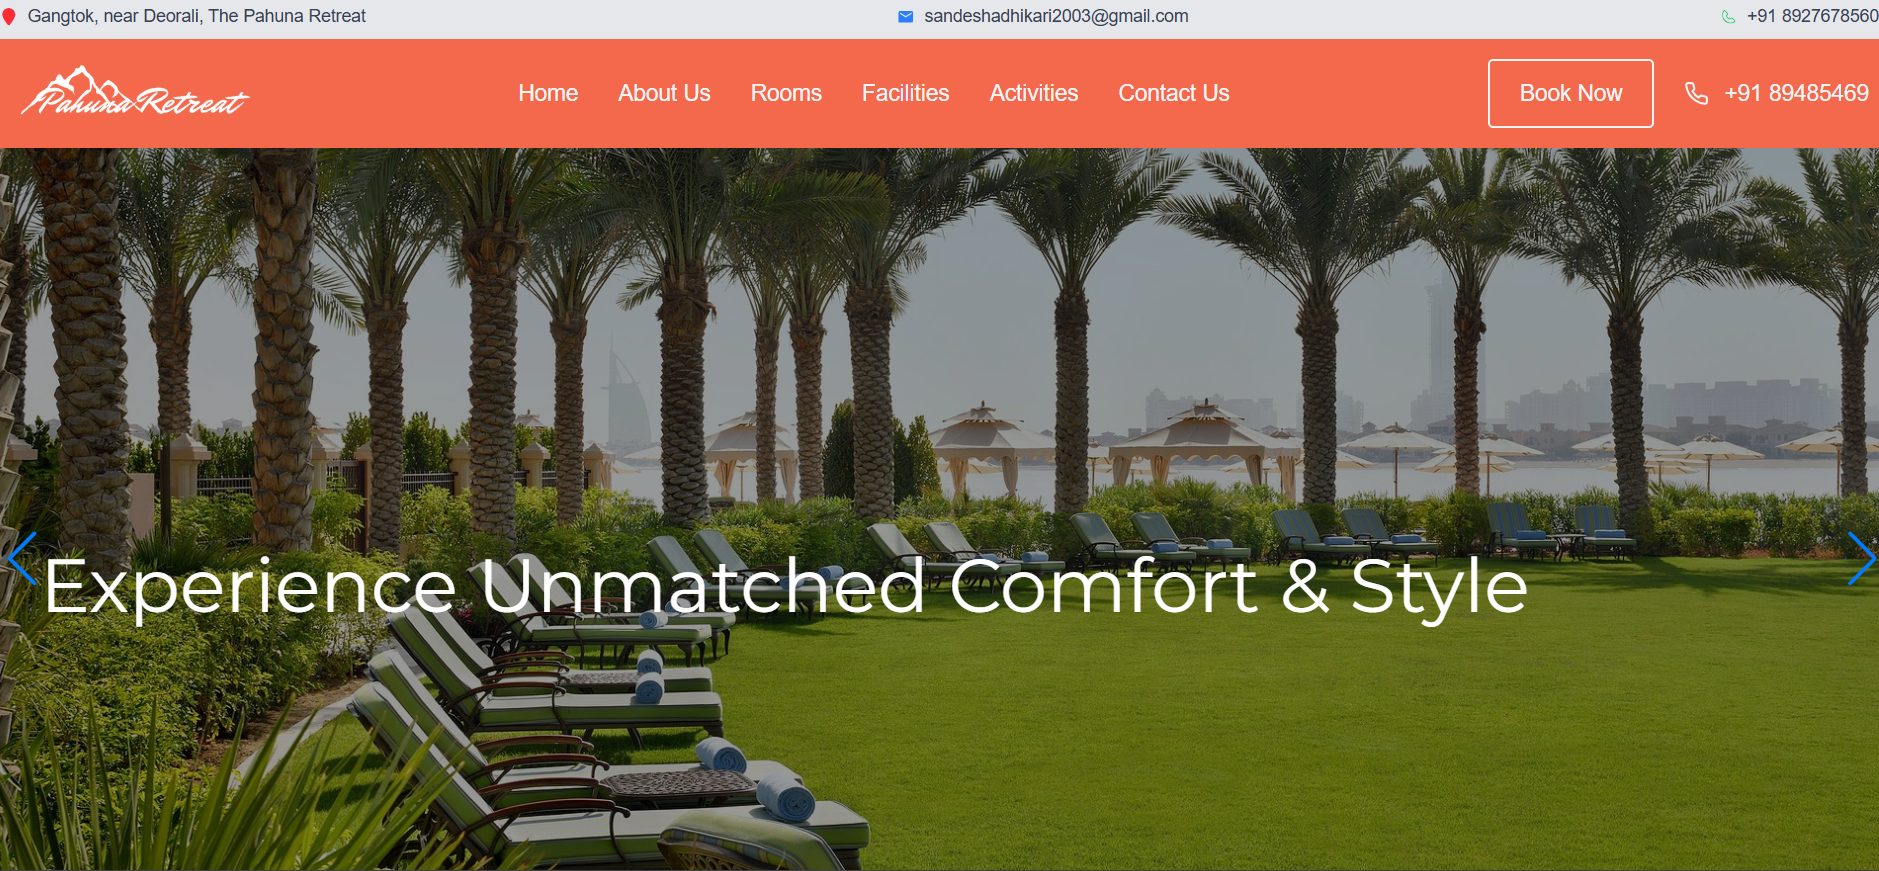 Gangtok, near Deorali, The Pahuna Retreat
sandeshadhikari2003@gmail.com
+91 8927678560
Pahuna Retreat
Home
About Us
Rooms
Facilities
Activities
Contact Us
Book Now
+91 89485469
Experience Unmatched Comfort & Style